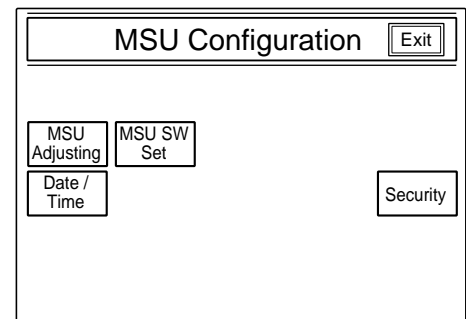 MSU Configuration
Exit
MSU
Adjusting
MSU SW
Set
Date /
Time
Security